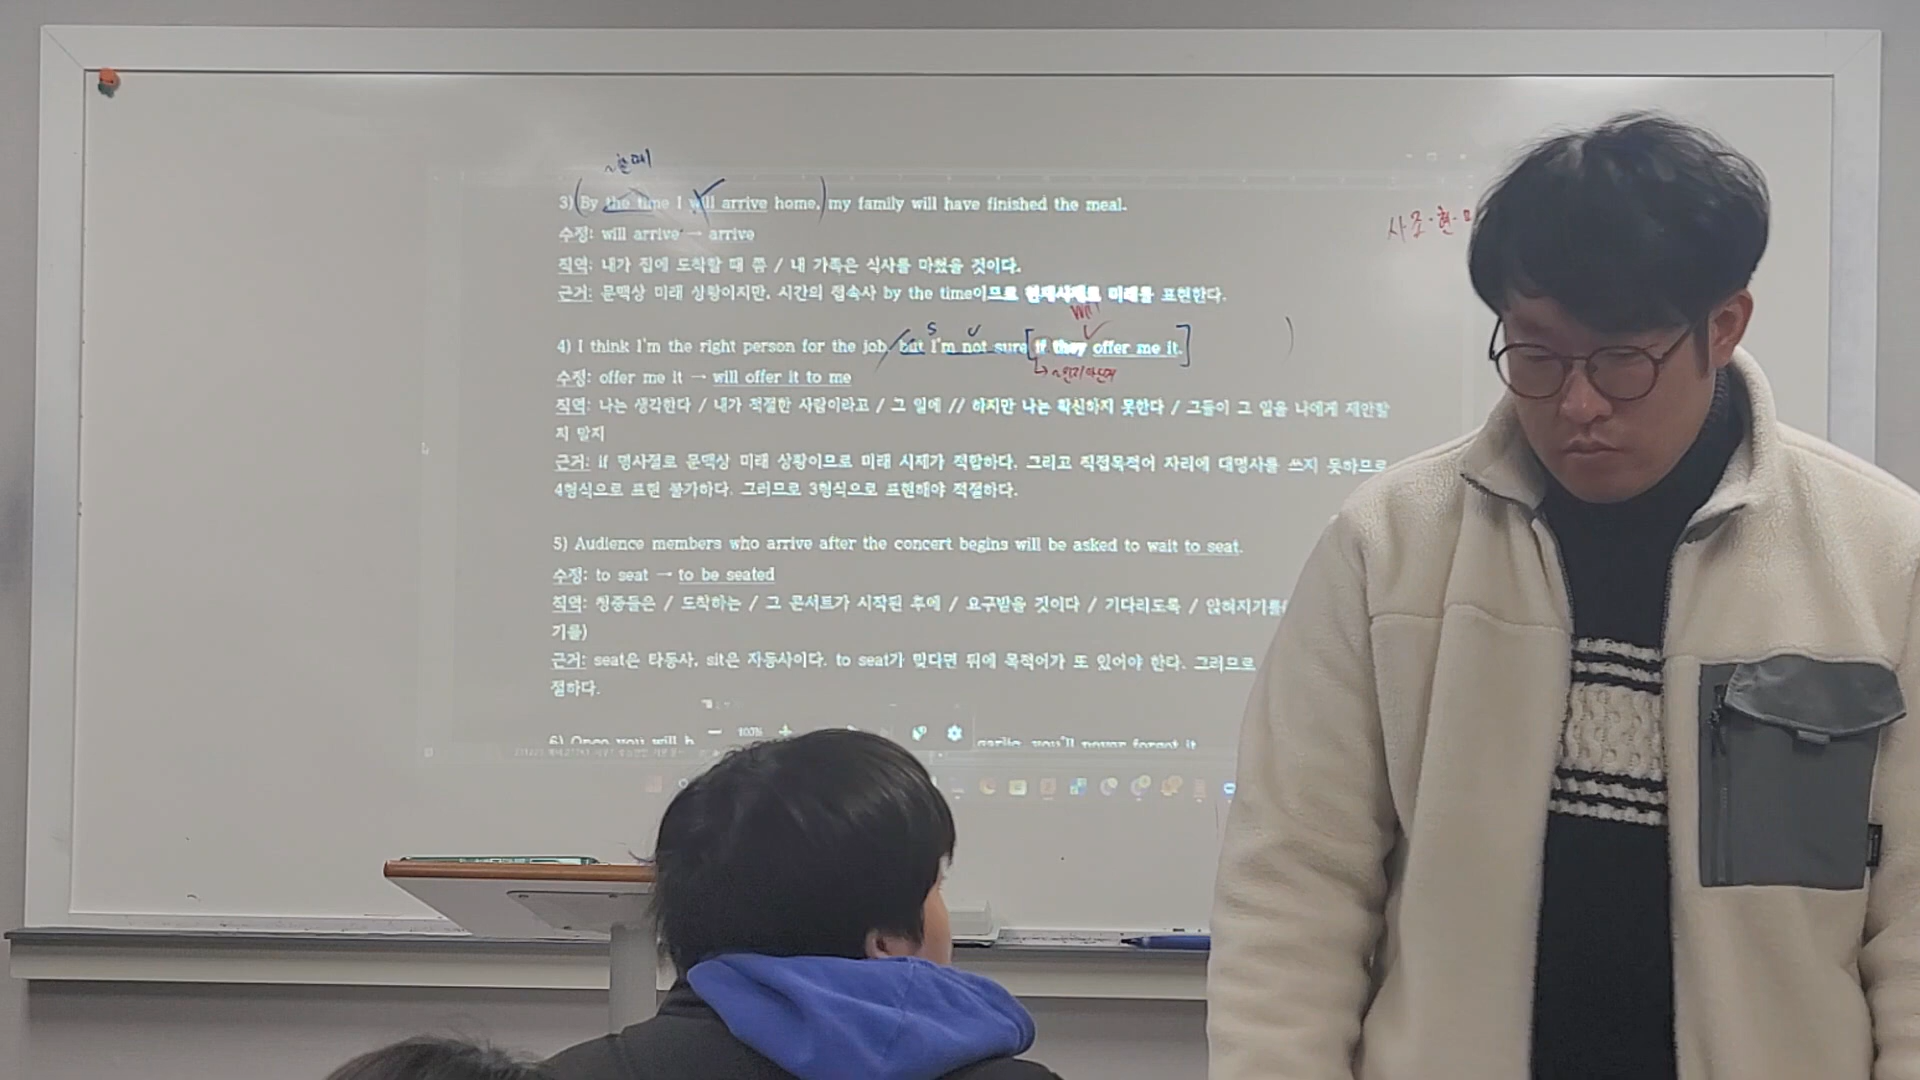 ~할 때
3) (By the time I will arrive home,) my family will have finished the meal.
수정: will arrive → arrive
사·조·현·
직역: 내가 집에 도착할 때 쯤 / 내 가족은 식사를 마쳤을 것이다.
근거: 문맥상 미래 상황이지만, 시간의 접속사 by the time이므로 현재시제로 미래를 표현한다.
will
S V
4) I think I'm the right person for the job, / but I'm not sure [if they offer me it.]
수정: offer me it → will offer it to me
→ ~인지 아닌지
직역: 나는 생각한다 / 내가 적절한 사람이라고 / 그 일에 // 하지만 나는 확신하지 못한다 / 그들이 그 일을 나에게 제안할
지 말지
근거: if 명사절로 문맥상 미래 상황이므로 미래 시제가 적합하다. 그리고 직접목적어 자리에 대명사를 쓰지 못하므로
4형식으로 표현 불가하다. 그러므로 3형식으로 표현해야 적절하다.
5) Audience members who arrive after the concert begins will be asked to wait to seat.
수정: to seat → to be seated
직역: 청중들은 / 도착하는 / 그 콘서트가 시작된 후에 / 요구받을 것이다 / 기다리도록 / 앉혀지기를
기를)
근거: seat은 타동사, sit은 자동사이다. to seat가 맞다면 뒤에 목적어가 또 있어야 한다. 그러므로
절하다.
100%
6) Once you will garlic, you'll never forget it